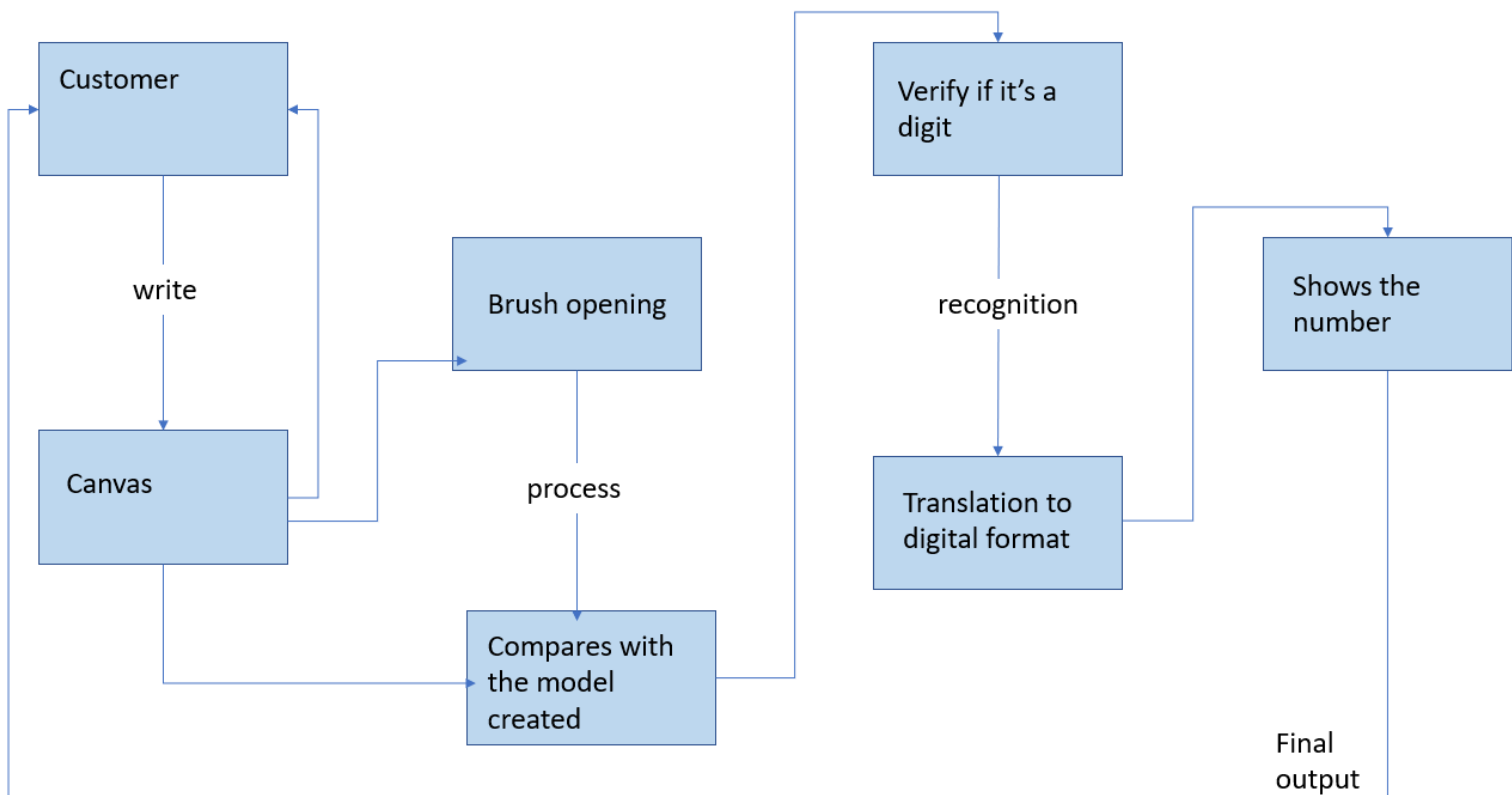 Customer
write
Canvas
Brush opening
process
Compares with
the model
created
Verify if it’s a
digit
recognition
Translation to
digital format
Shows the
number
Final
output